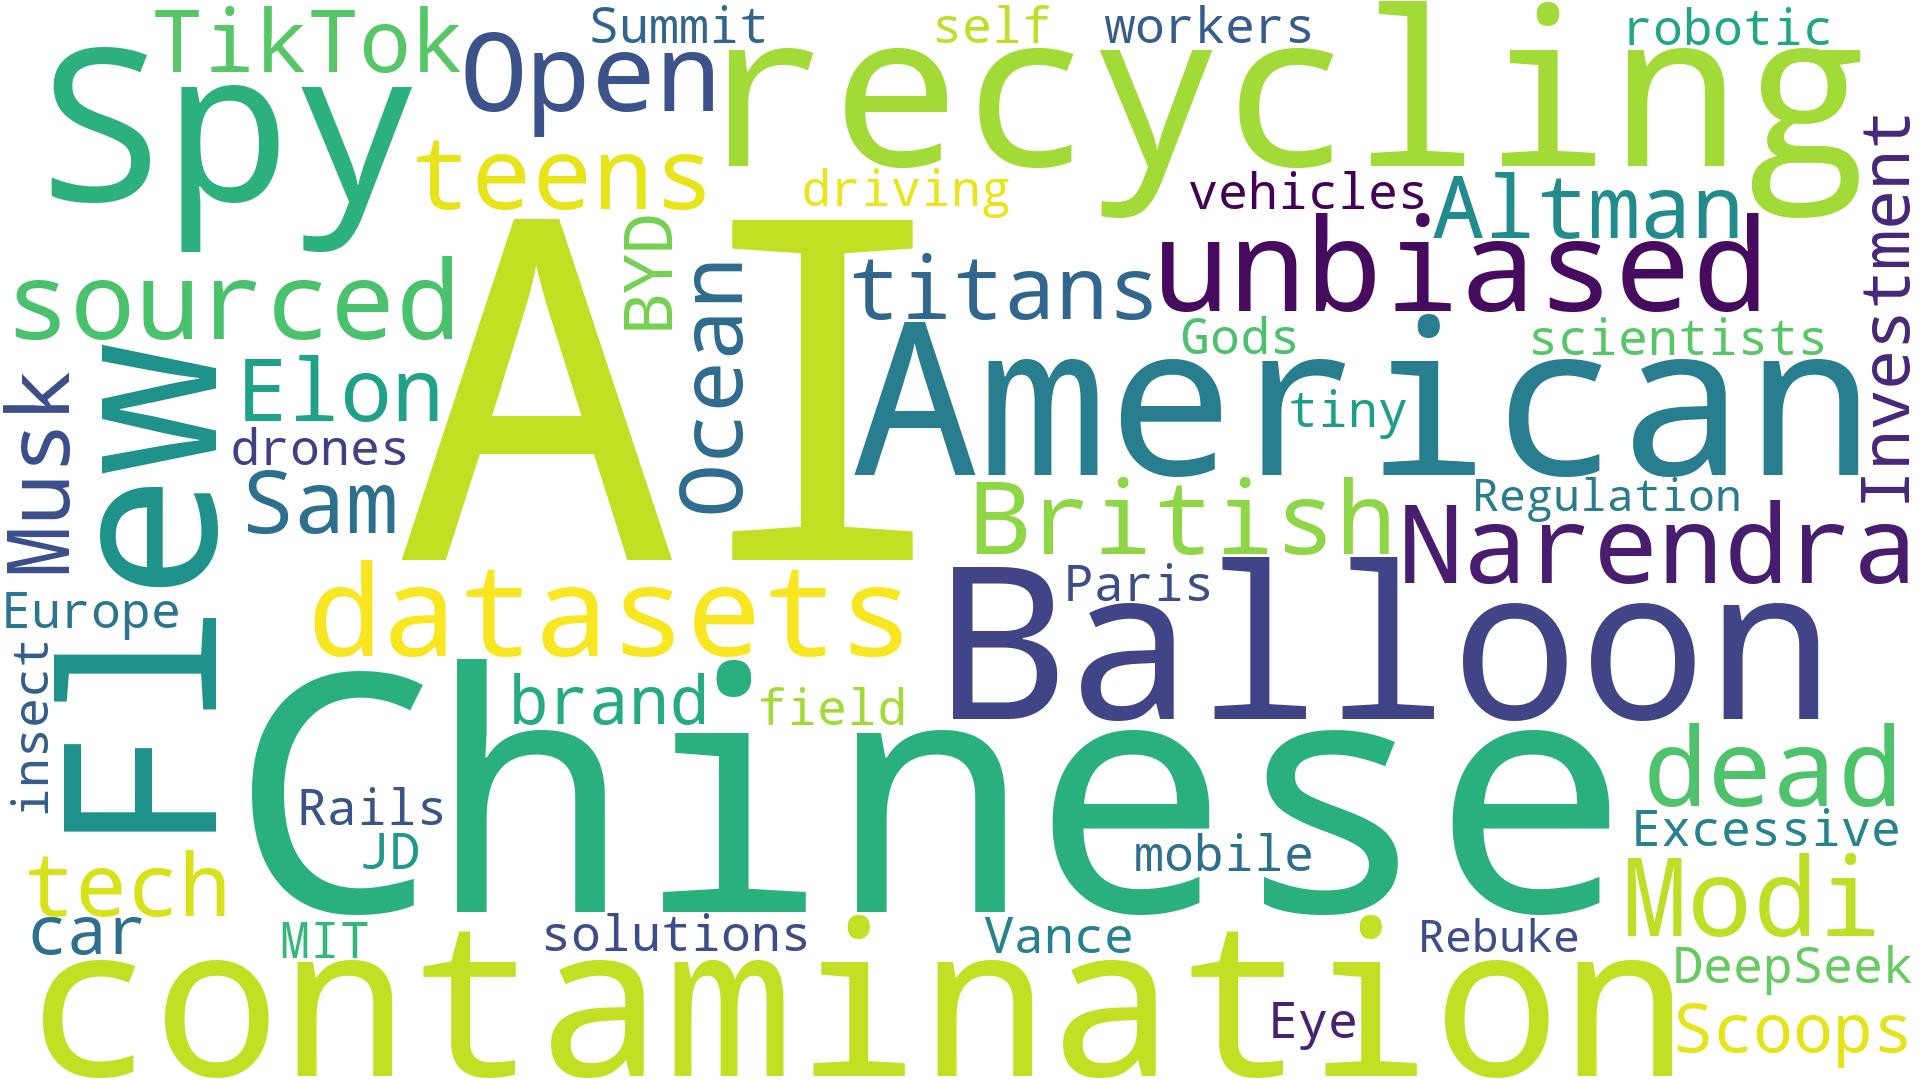 TikTok
Summit
self
workers
robotic
Spy
Open
recycling
teens
driving
vehicles
Altman
Investment
sourced
BYD
Ocean
titans
unbiased
AI
Gods
scientists
Musk
Flew
Elon
American
tiny
drones
Sam
British
Regulation
Narendra
Europe
datasets
Paris
Balloon
insect
brand
field
Chinese
dead
Rails
JD
mobile
Excessive
tech
Modi
car
MIT
solutions
Vance
Rebuke
DeepSeek
contamination
Eye
Scoops